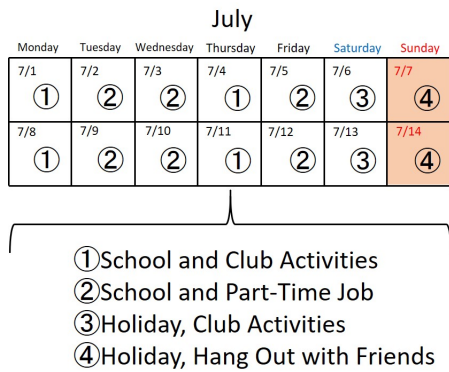 July
Monday Tuesday Wednesday Thursday Friday Saturday Sunday
7/1 7/2 7/3 7/4 7/5 7/6 7/7
① ② ② ① ② ③ ④
7/8 7/9 7/10 7/11 7/12 7/13 7/14
① ② ② ① ② ③ ④
①School and Club Activities
②School and Part-Time Job
③Holiday, Club Activities
④Holiday, Hang Out with Friends